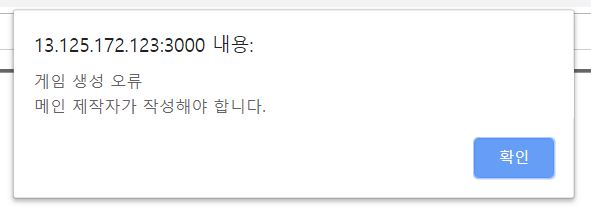 13.125.172.123:3000 내용:
게임 생성 오류
메인 제작자가 작성해야 합니다.
확인